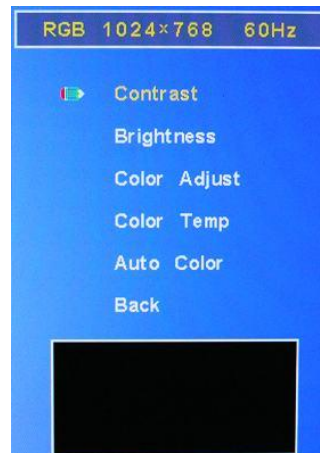 RGB 1024×768 60Hz
Contrast
Brightness
Color Adjust
Color Temp
Auto Color
Back